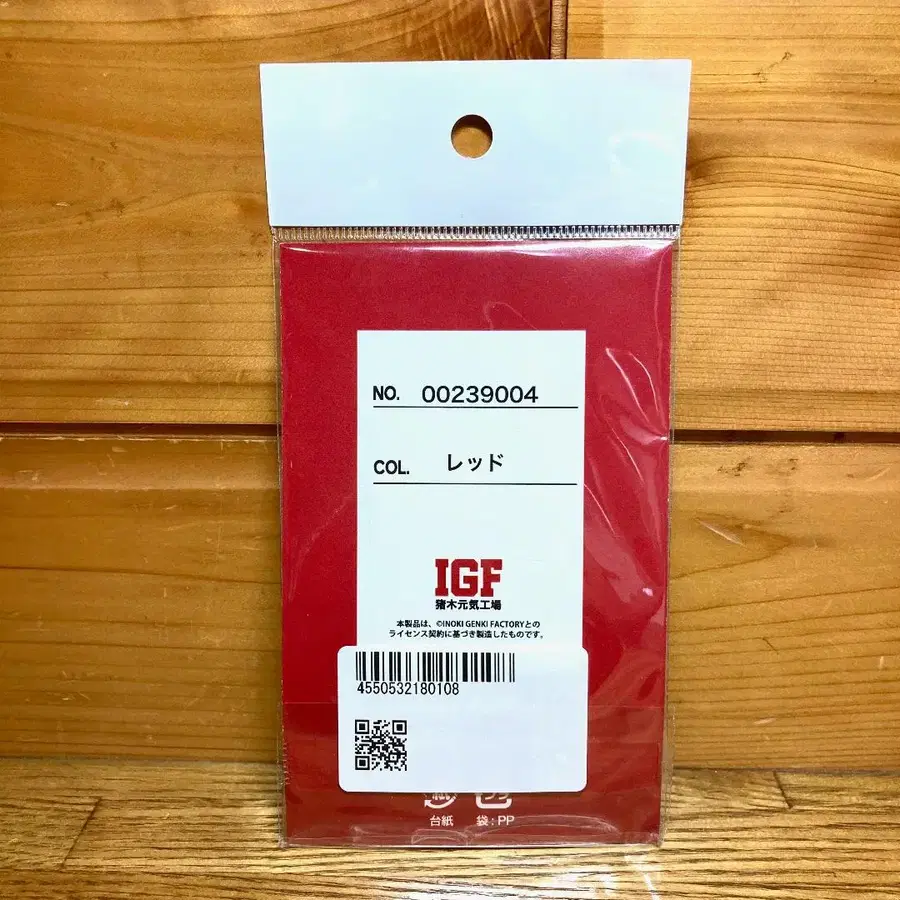 NO. 00239004
COL. レッド
IGF
猪木元気工場
本製品は、©INOKI GENKI FACTORYとの
ライセンス契約に基づき製造したものです。
4550532180108
台紙 袋:PP